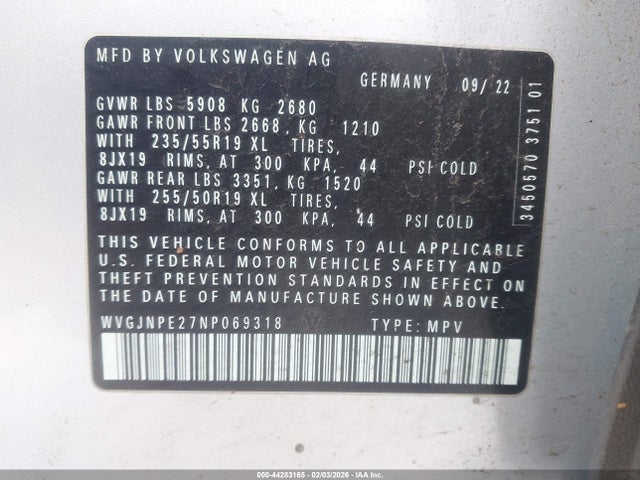 MFD BY VOLKSWAGEN AG
GERMANY 09/ 22
GVWR LBS 5908 KG 2680
GAWR FRONT LBS 2668, KG 1210
WITH 235/55R19 XL TIRES,
8JX19 RIMS, AT 300 KPA, 44 PSI COLD
GAWR REAR LBS 3351, KG 1520
WITH 255/50R19 XL TIRES,
8JX19 RIMS, AT 300 KPA, 44 PSI COLD
THIS VEHICLE CONFORMS TO ALL APPLICABLE
U.S. FEDERAL MOTOR VEHICLE SAFETY AND
THEFT PREVENTION STANDARDS IN EFFECT ON
THE DATE OF MANUFACTURE SHOWN ABOVE.
WVGJNPE27NP069318 TYPE: MPV
3450570 3751 01
000-44283165 - 02/03/2026 - IAAI.COM